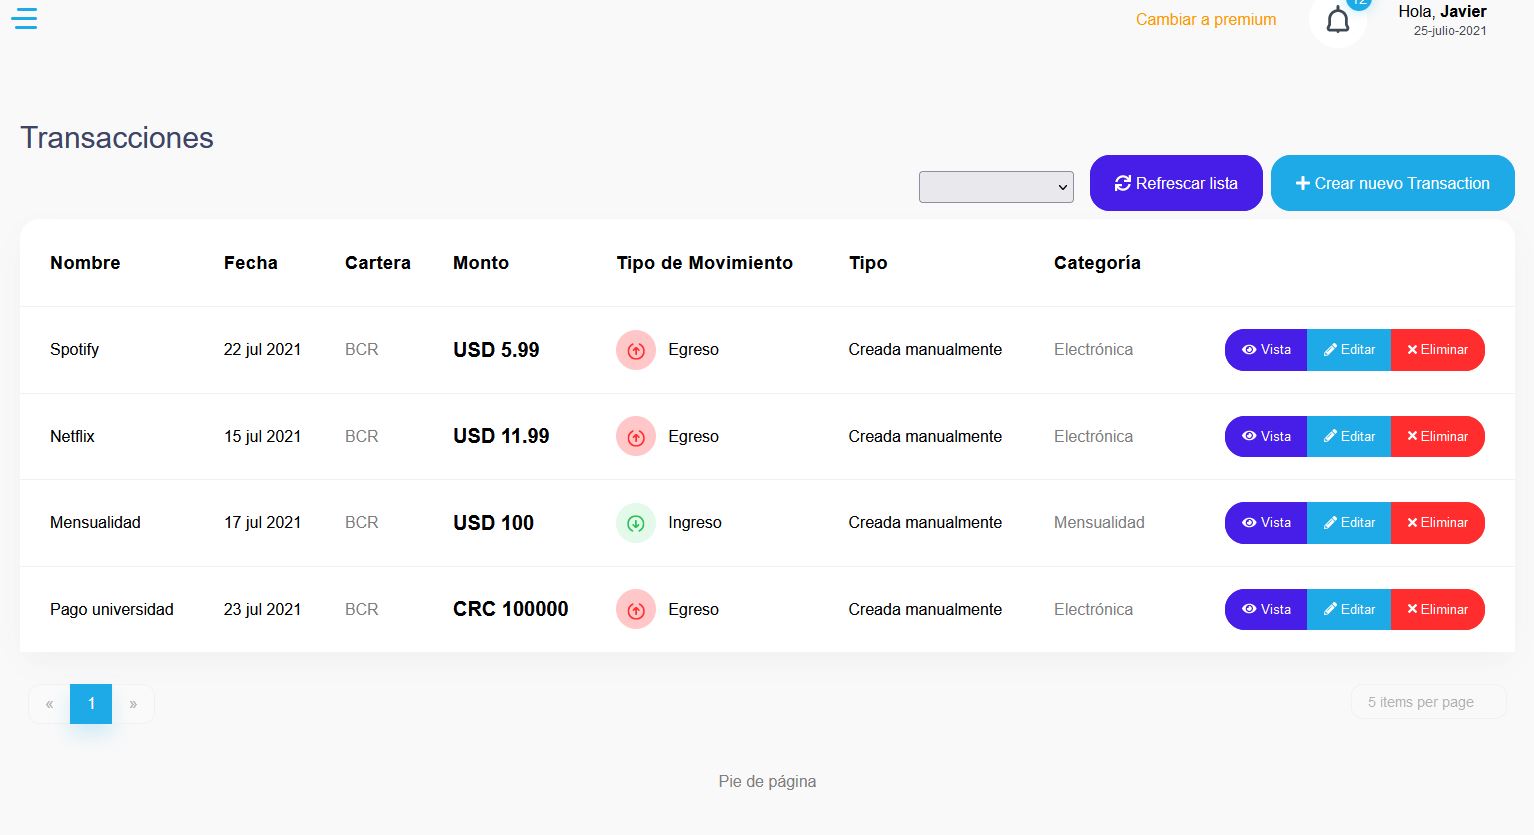 Cambiar a premium
12
Hola, Javier
25-julio-2021
Transacciones
Refrescar lista
Crear nuevo Transaction
Nombre Fecha Cartera Monto Tipo de Movimiento Tipo Categoría
Spotify 22 jul 2021 BCR USD 5.99 Egreso Creada manualmente Electrónica Vista Editar Eliminar
Netflix 15 jul 2021 BCR USD 11.99 Egreso Creada manualmente Electrónica Vista Editar Eliminar
Mensualidad 17 jul 2021 BCR USD 100 Ingreso Creada manualmente Mensualidad Vista Editar Eliminar
Pago universidad 23 jul 2021 BCR CRC 100000 Egreso Creada manualmente Electrónica Vista Editar Eliminar
« 1 » 5 items per page
Pie de página